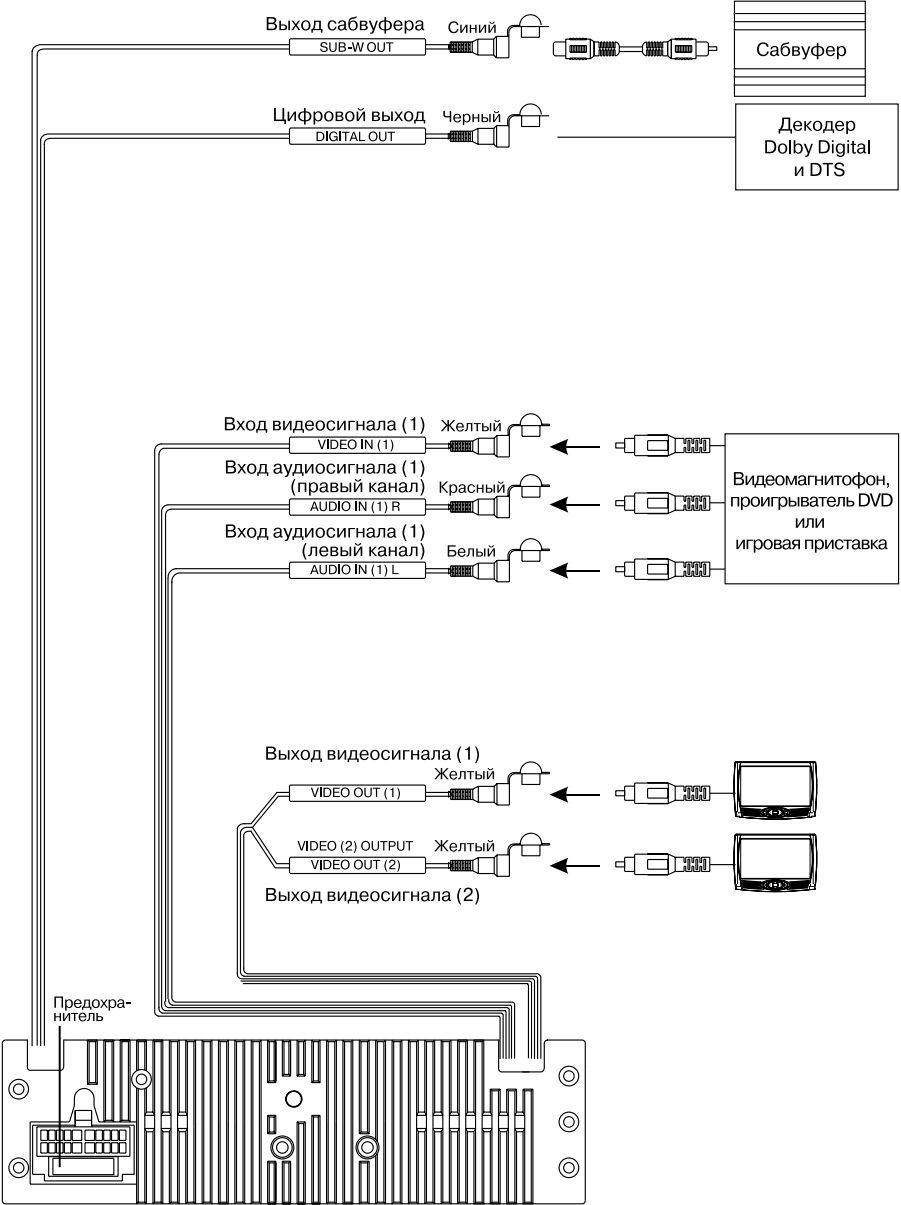 Выход сабвуфера
Синий
SUB-W OUT
Сабвуфер
Цифровой выход
Черный
DIGITAL OUT
Декодер
Dolby Digital
и DTS
Вход видеосигнала (1)
Желтый
VIDEO IN (1)
Вход аудиосигнала (1)
(правый канал)
Красный
AUDIO IN (1) R
Вход аудиосигнала (1)
(левый канал)
Белый
AUDIO IN (1) L
Видеомагнитофон,
проигрыватель DVD
или
игровая приставка
Выход видеосигнала (1)
Желтый
VIDEO OUT (1)
VIDEO (2) OUTPUT
Желтый
VIDEO OUT (2)
Выход видеосигнала (2)
Предохра-
нитель